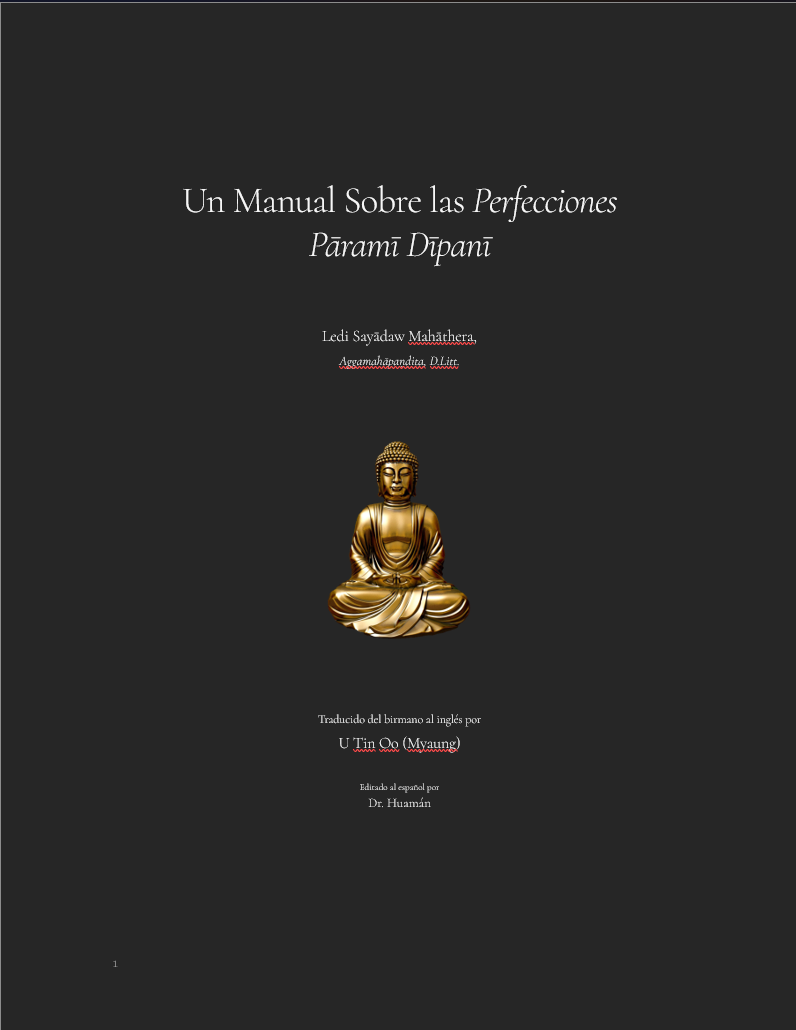 Un Manual Sobre las Perfecciones
Pāramī Dīpanī
Ledi Sayādaw Mahāthera,
Aggamahāpandita, D.Litt.
Traducido del birmano al inglés por
U Tin Oo (Myaung)
Editado al español por
Dr. Huamán
1